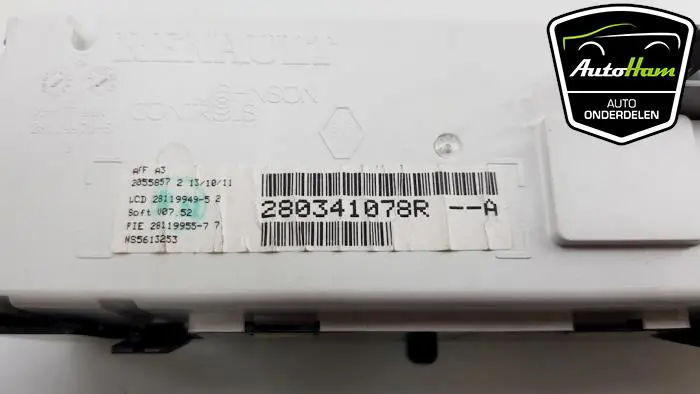 RENAULT
JOHNSON
CONTROLS
AFF A3
2055857 2 13/10/11
LCD 28119949-5 2
Soft V07.52
PIE 28119955-7 7
NS5613253
280341078R --A
AutoHam
AUTO
ONDERDELEN